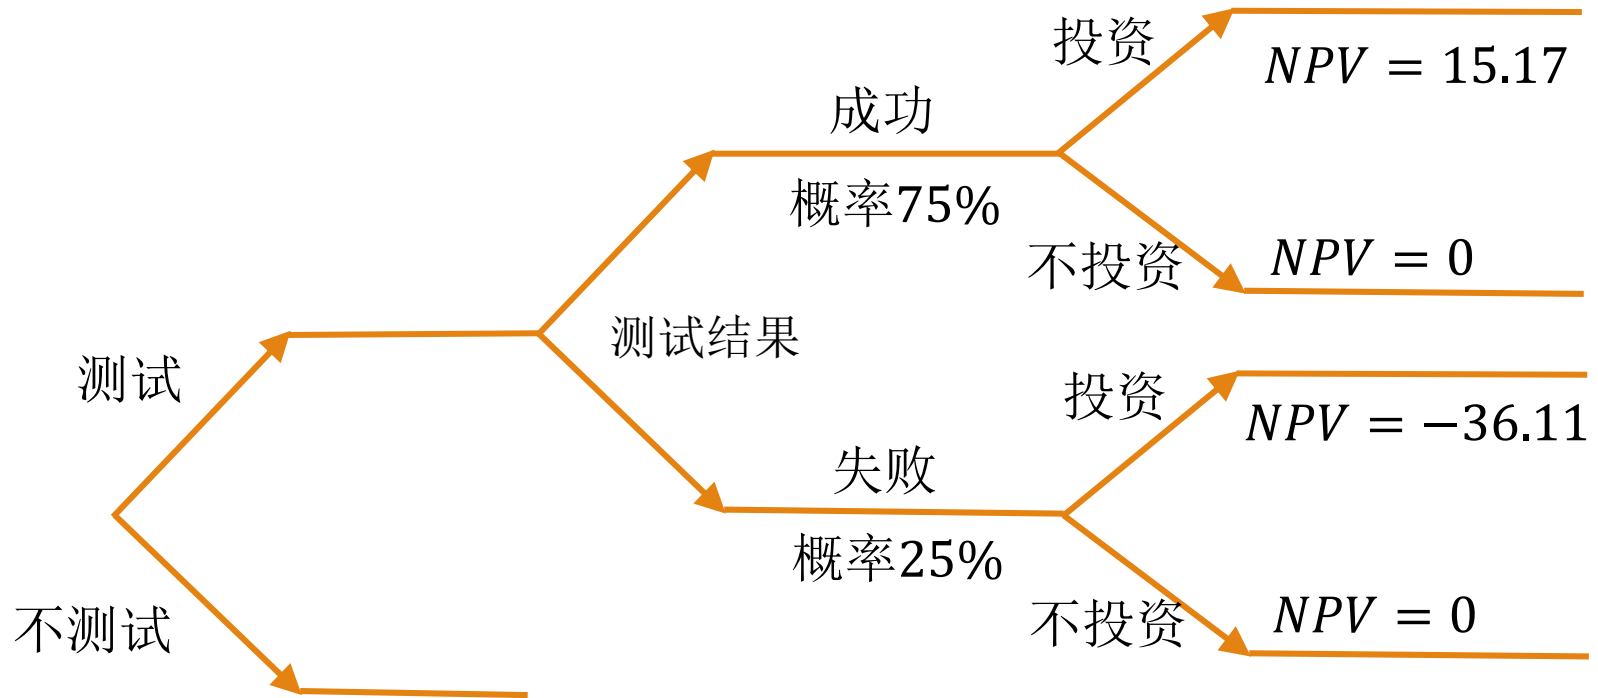 投资
NPV = 15.17
成功
概率75%
不投资
NPV = 0
测试结果
测试
投资
NPV = −36.11
失败
概率25%
不投资
NPV = 0
不测试